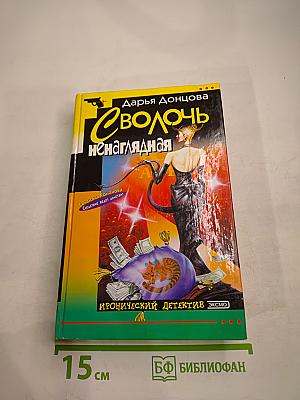 Дарья Донцова
Сволочь
ненаглядная
ИРОНИЧЕСКИЙ ДЕТЕКТИВ
ЭКСМО
15 см
БФ БИБЛИОФАН